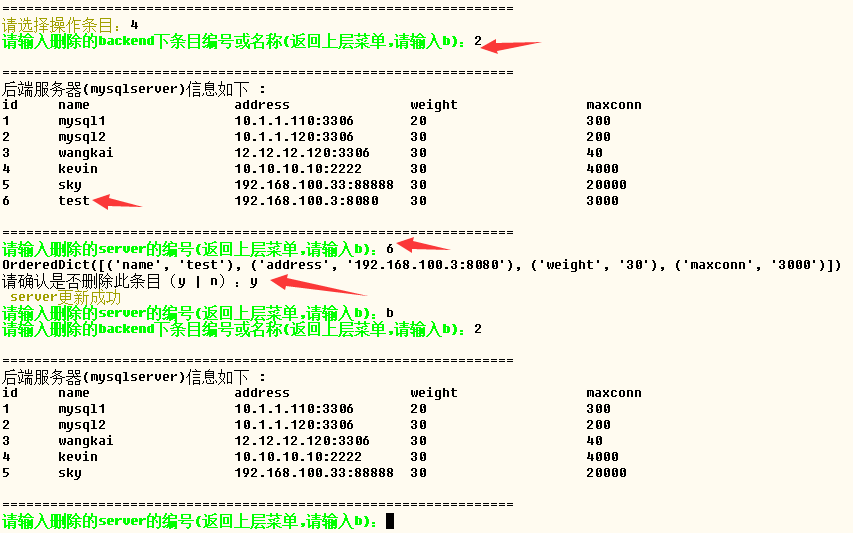 ================================================================
请选择操作条目：4
请输入删除的backend下条目编号或名称(返回上层菜单,请输入b)：2
================================================================
后端服务器(mysqlserver)信息如下 :
id name address weight maxconn
1 mysql1 10.1.1.110:3306 20 300
2 mysql2 10.1.1.120:3306 30 200
3 wangkai 12.12.12.120:3306 30 40
4 kevin 10.10.10.10:2222 30 4000
5 sky 192.168.100.33:88888 30 20000
6 test 192.168.100.3:8080 30 3000
================================================================
请输入删除的server的编号(返回上层菜单,请输入b)：6
OrderedDict([('name', 'test'), ('address', '192.168.100.3:8080'), ('weight', '30'), ('maxconn', '3000')])
请确认是否删除此条目（y | n）：y
server更新成功
请输入删除的server的编号(返回上层菜单,请输入b)：b
请输入删除的backend下条目编号或名称(返回上层菜单,请输入b)：2
================================================================
后端服务器(mysqlserver)信息如下 :
id name address weight maxconn
1 mysql1 10.1.1.110:3306 20 300
2 mysql2 10.1.1.120:3306 30 200
3 wangkai 12.12.12.120:3306 30 40
4 kevin 10.10.10.10:2222 30 4000
5 sky 192.168.100.33:88888 30 20000
================================================================
请输入删除的server的编号(返回上层菜单,请输入b)：